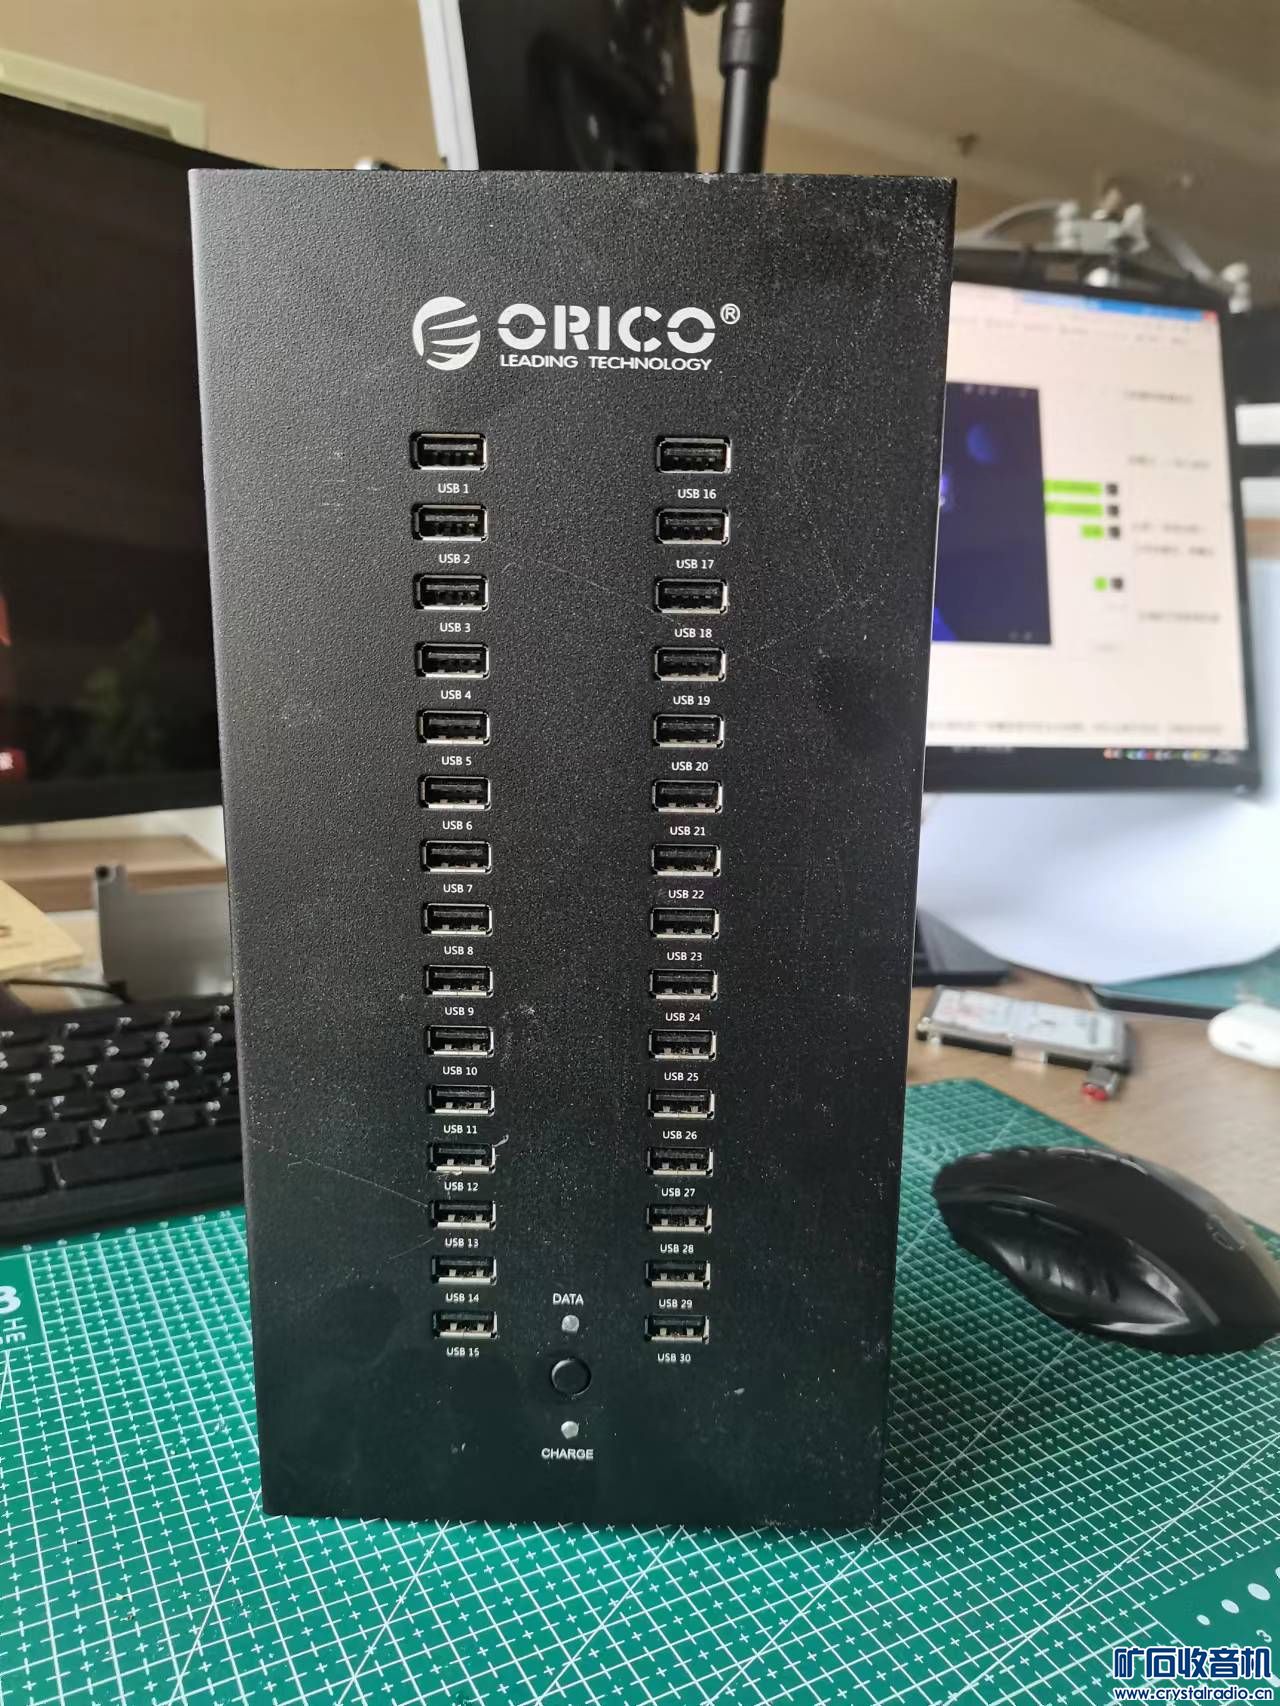 ORICO®
LEADING TECHNOLOGY
USB 1
USB 2
USB 3
USB 4
USB 5
USB 6
USB 7
USB 8
USB 9
USB 10
USB 11
USB 12
USB 13
USB 14
USB 15
USB 16
USB 17
USB 18
USB 19
USB 20
USB 21
USB 22
USB 23
USB 24
USB 25
USB 26
USB 27
USB 28
USB 29
USB 30
DATA
CHARGE
3
HE
3
矿石收音机
www.crystalradio.cn